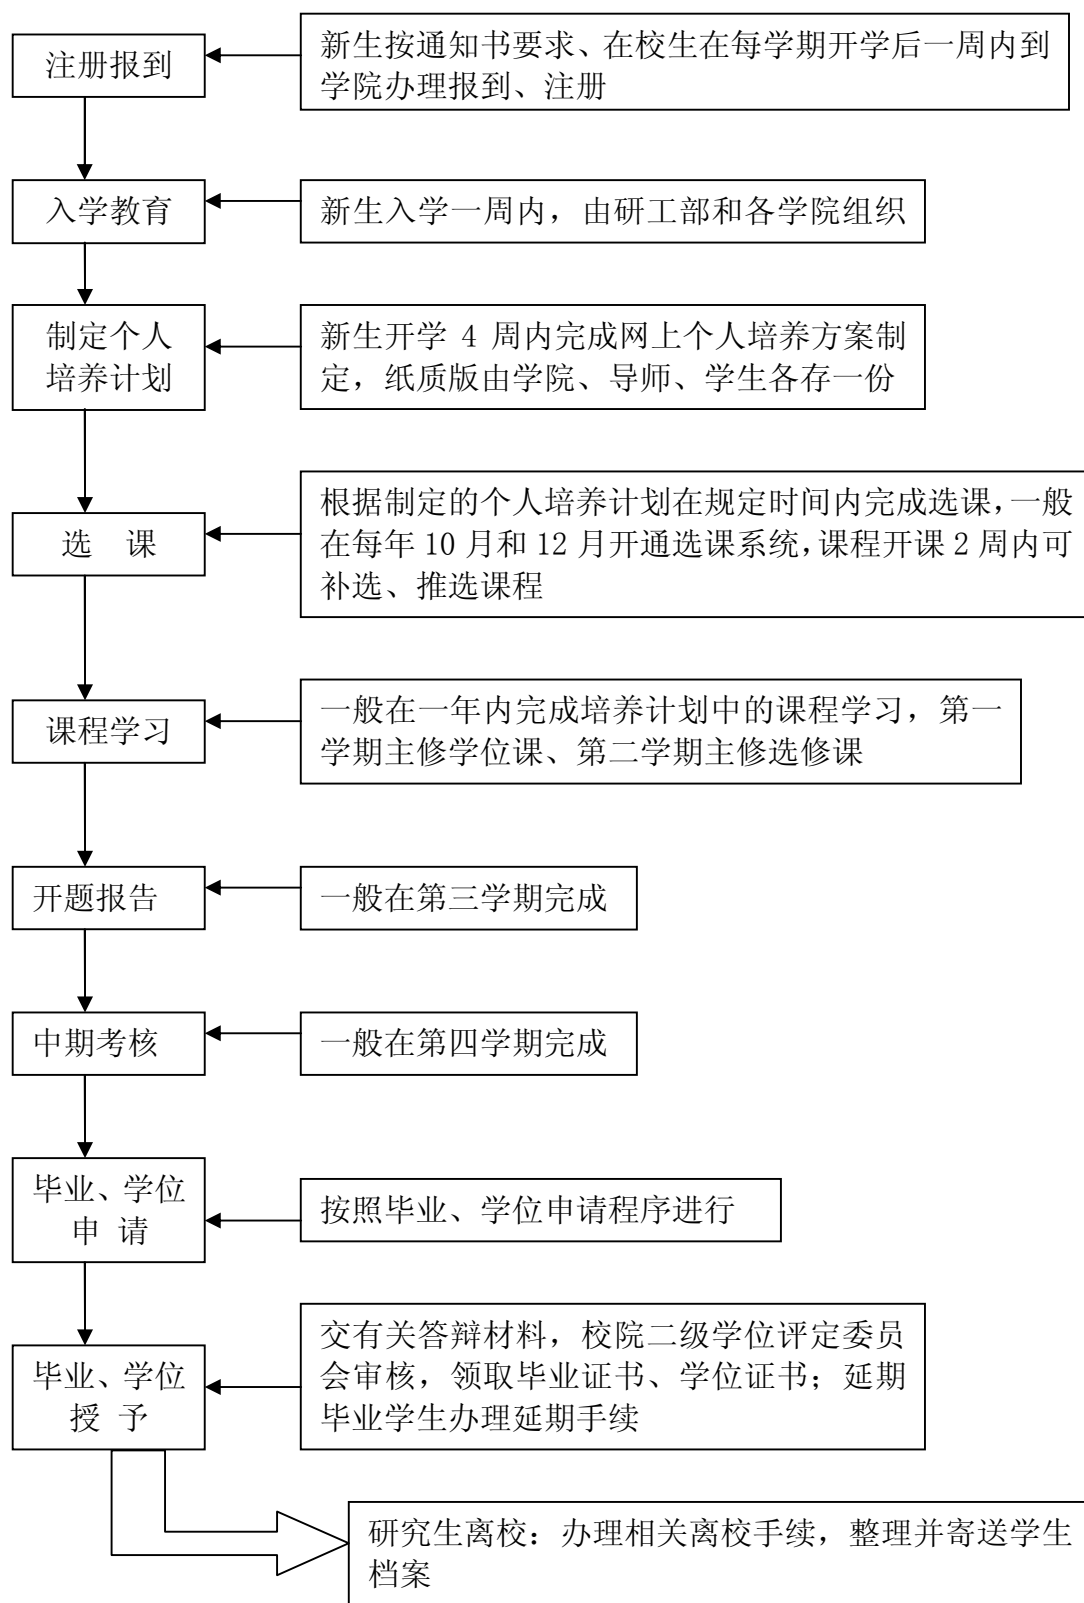 注册报到
新生按通知书要求、在校生在每学期开学后一周内到
学院办理报到、注册
入学教育
新生入学一周内，由研工部和各学院组织
制定个人
培养计划
新生开学 4 周内完成网上个人培养方案制
定，纸质版由学院、导师、学生各存一份
选 课
根据制定的个人培养计划在规定时间内完成选课，一般
在每年 10 月和 12 月开通选课系统，课程开课 2 周内可
补选、推选课程
课程学习
一般在一年内完成培养计划中的课程学习，第一
学期主修学位课、第二学期主修选修课
开题报告
一般在第三学期完成
中期考核
一般在第四学期完成
毕业、学位
申 请
按照毕业、学位申请程序进行
毕业、学位
授 予
交有关答辩材料，校院二级学位评定委员
会审核，领取毕业证书、学位证书；延期
毕业学生办理延期手续
研究生离校：办理相关离校手续，整理并寄送学生
档案